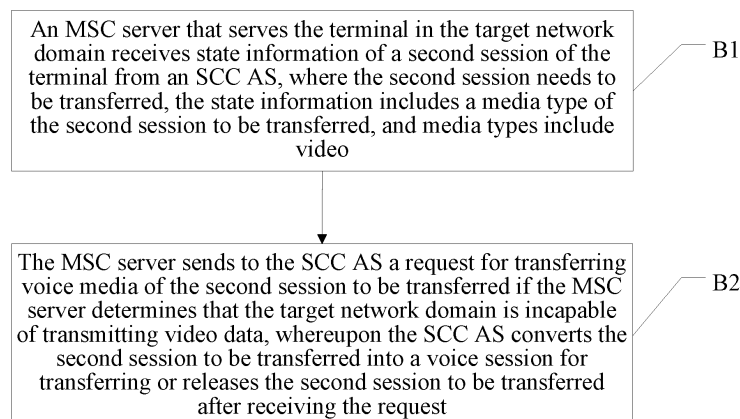 An MSC server that serves the terminal in the target network
domain receives state information of a second session of the
terminal from an SCC AS, where the second session needs to
be transferred, the state information includes a media type of
the second session to be transferred, and media types include
video
B1
The MSC server sends to the SCC AS a request for transferring
voice media of the second session to be transferred if the MSC
server determines that the target network domain is incapable
of transmitting video data, whereupon the SCC AS converts the
second session to be transferred into a voice session for
transferring or releases the second session to be transferred
after receiving the request
B2